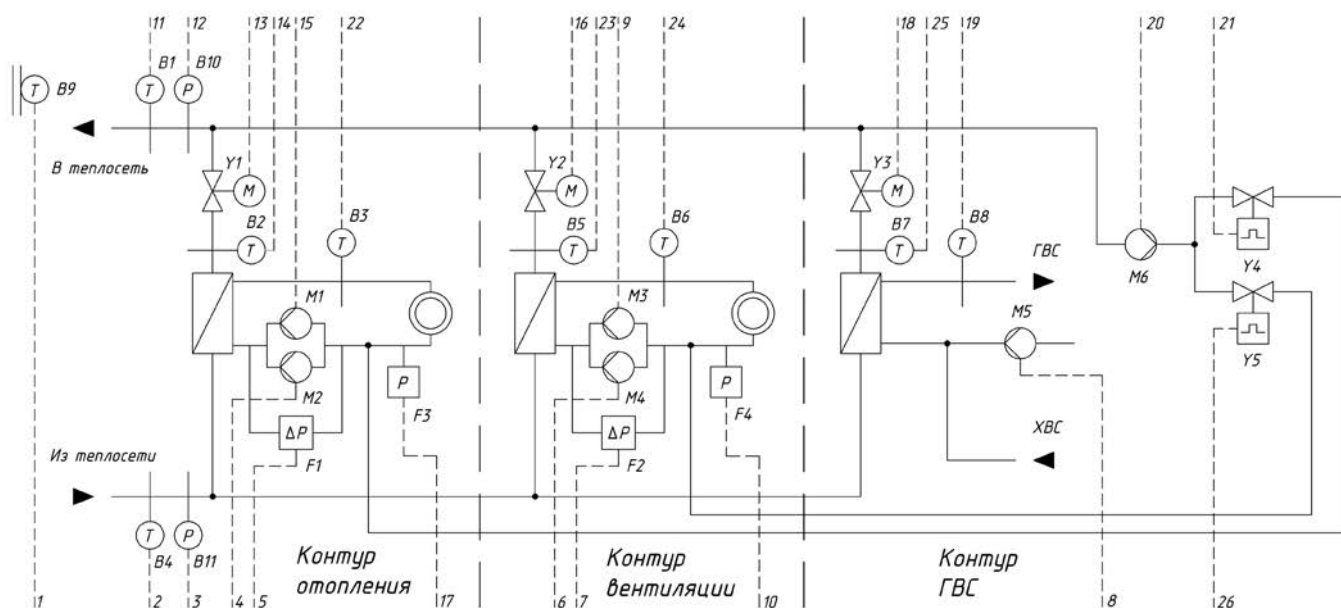 11 12 13 14 15 22 16 23 9 24 18 25 19 20 21
B1 B10
T T P B9
Y1 Y2 Y3
В теплосеть
M M M
B2 B3 B5 B6 B7 B8
T T T T T T
ГВС
Y4
M6
M1 M3 M5
Y5
P P
M2 F3 M4 F4
ΔP ΔP
F1 F2
ХВС
Из теплосети
T P
B4 B11
Контур
отопления
Контур
вентиляции
Контур
ГВС
1 2 3 4 5 17 6 7 10 8 26